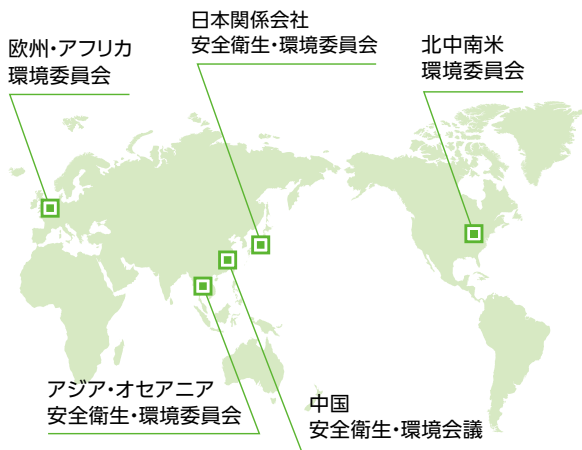 日本関係会社
安全衛生・環境委員会
欧州・アフリカ
環境委員会
北中南米
環境委員会
アジア・オセアニア
安全衛生・環境委員会
中国
安全衛生・環境会議